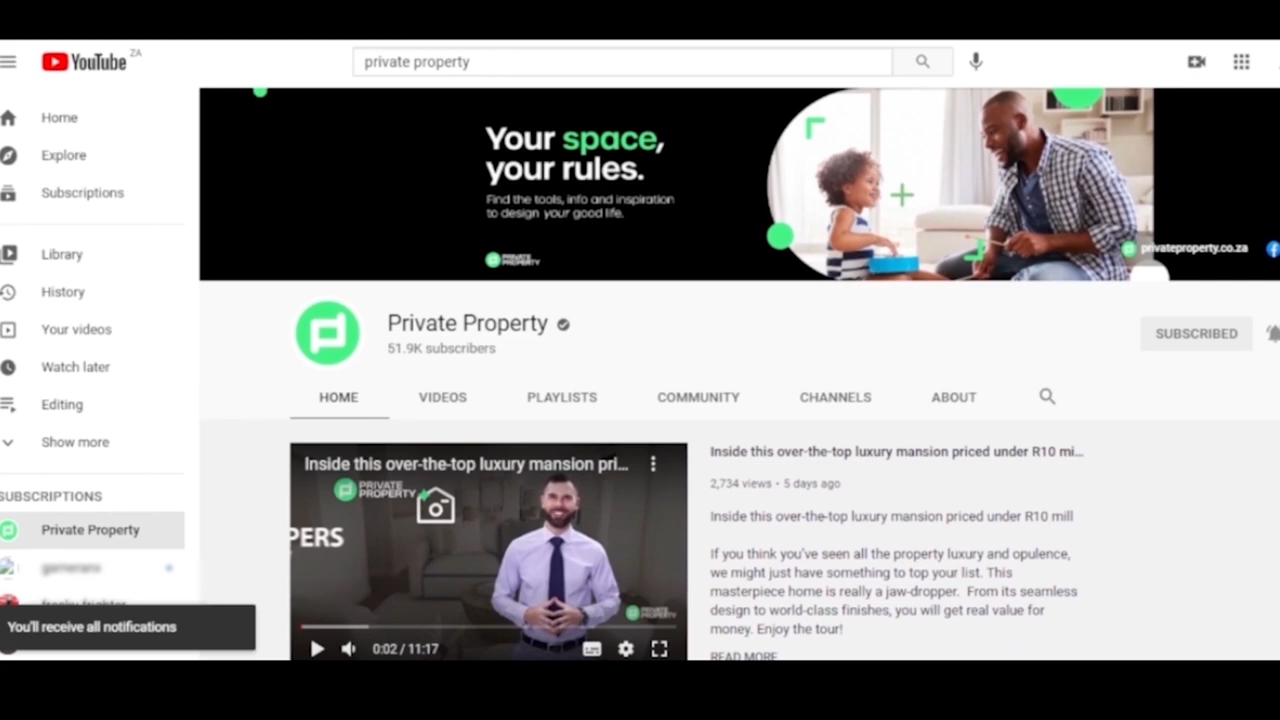 YouTube ZA
private property
Home
Explore
Subscriptions
Library
History
Your videos
Watch later
Editing
Show more
SUBSCRIPTIONS
Private Property
You'll receive all notifications
Your space,
your rules.
Find the tools, info and inspiration
to design your good life.
PRIVATE
PROPERTY
privateproperty.co.za
Private Property
51.9K subscribers
SUBSCRIBED
HOME VIDEOS PLAYLISTS COMMUNITY CHANNELS ABOUT
Inside this over-the-top luxury mansion pri...
PRIVATE
PROPERTY
PERS
PRIVATE
PROPERTY
0:02 / 11:17
Inside this over-the-top luxury mansion priced under R10 mi...
2,734 views • 5 days ago
Inside this over-the-top luxury mansion priced under R10 mill
If you think you've seen all the property luxury and opulence,
we might just have something to top your list. This
masterpiece home is really a jaw-dropper. From its seamless
design to world-class finishes, you will get real value for
money. Enjoy the tour!
READ MORE